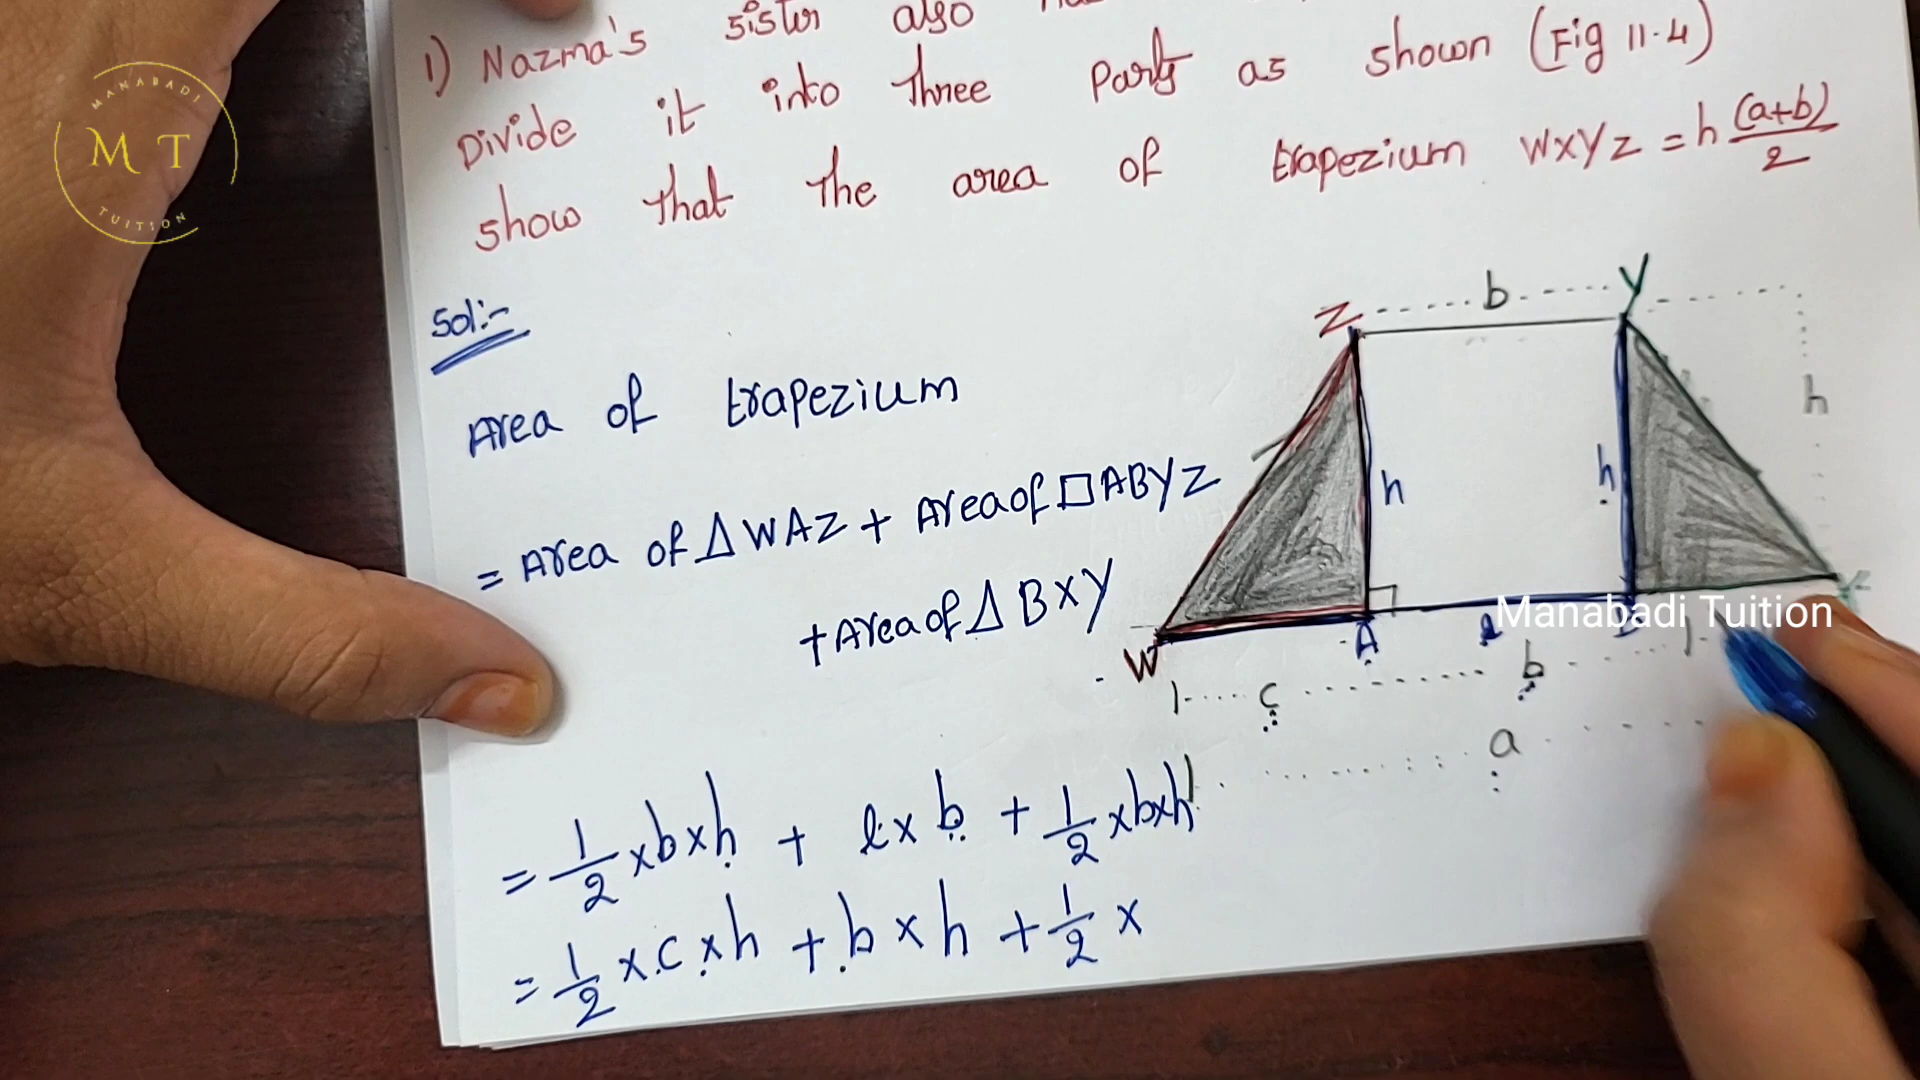 MANABADI
M T
TUITION
1) Nazma's sister also
Divide it into three parts as shown (Fig 11.4)
show that the area of trapezium WXYZ = h (a+b)/2
Sol:-
Area of trapezium
= Area of Δ WAZ + Area of □ ABYZ
+ Area of Δ BXY
= 1/2 × b × h + l × b + 1/2 × b × h
= 1/2 × c × h + b × h + 1/2 ×
Z b Y
h
h h
W A
Manabadi Tuition
c b
a